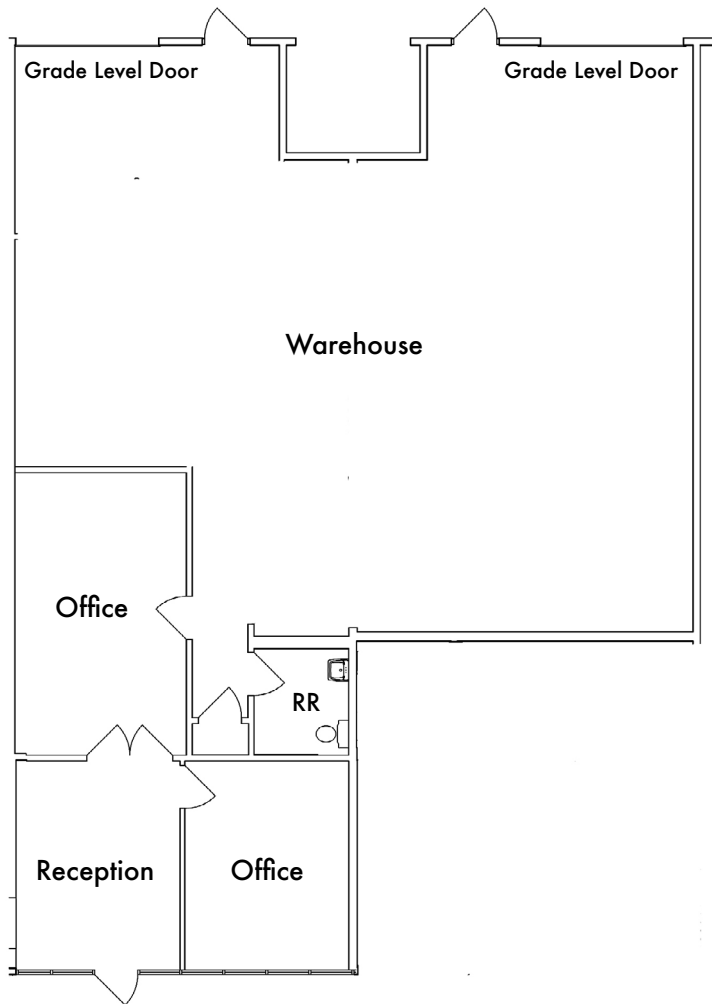 Grade Level Door
Grade Level Door
Warehouse
Office
RR
Reception
Office